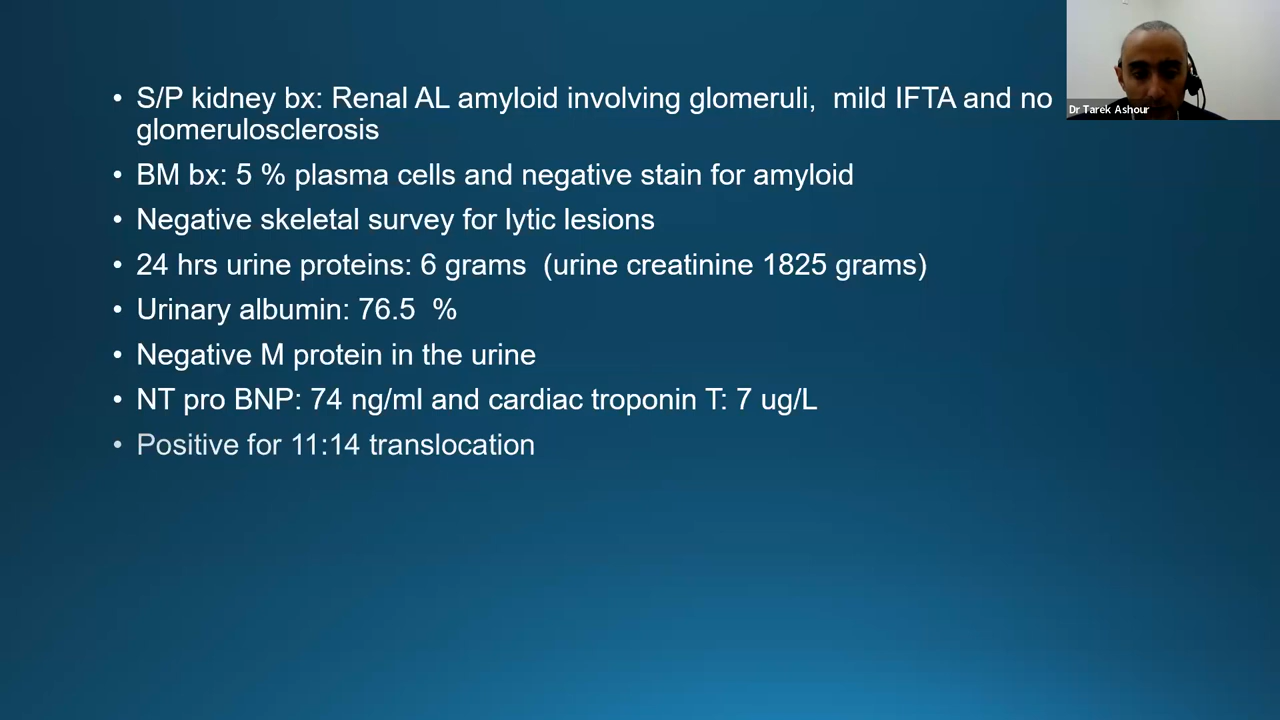 • S/P kidney bx: Renal AL amyloid involving glomeruli, mild IFTA and no
glomerulosclerosis
• BM bx: 5 % plasma cells and negative stain for amyloid
• Negative skeletal survey for lytic lesions
• 24 hrs urine proteins: 6 grams (urine creatinine 1825 grams)
• Urinary albumin: 76.5 %
• Negative M protein in the urine
• NT pro BNP: 74 ng/ml and cardiac troponin T: 7 ug/L
• Positive for 11:14 translocation
Dr Tarek Ashour